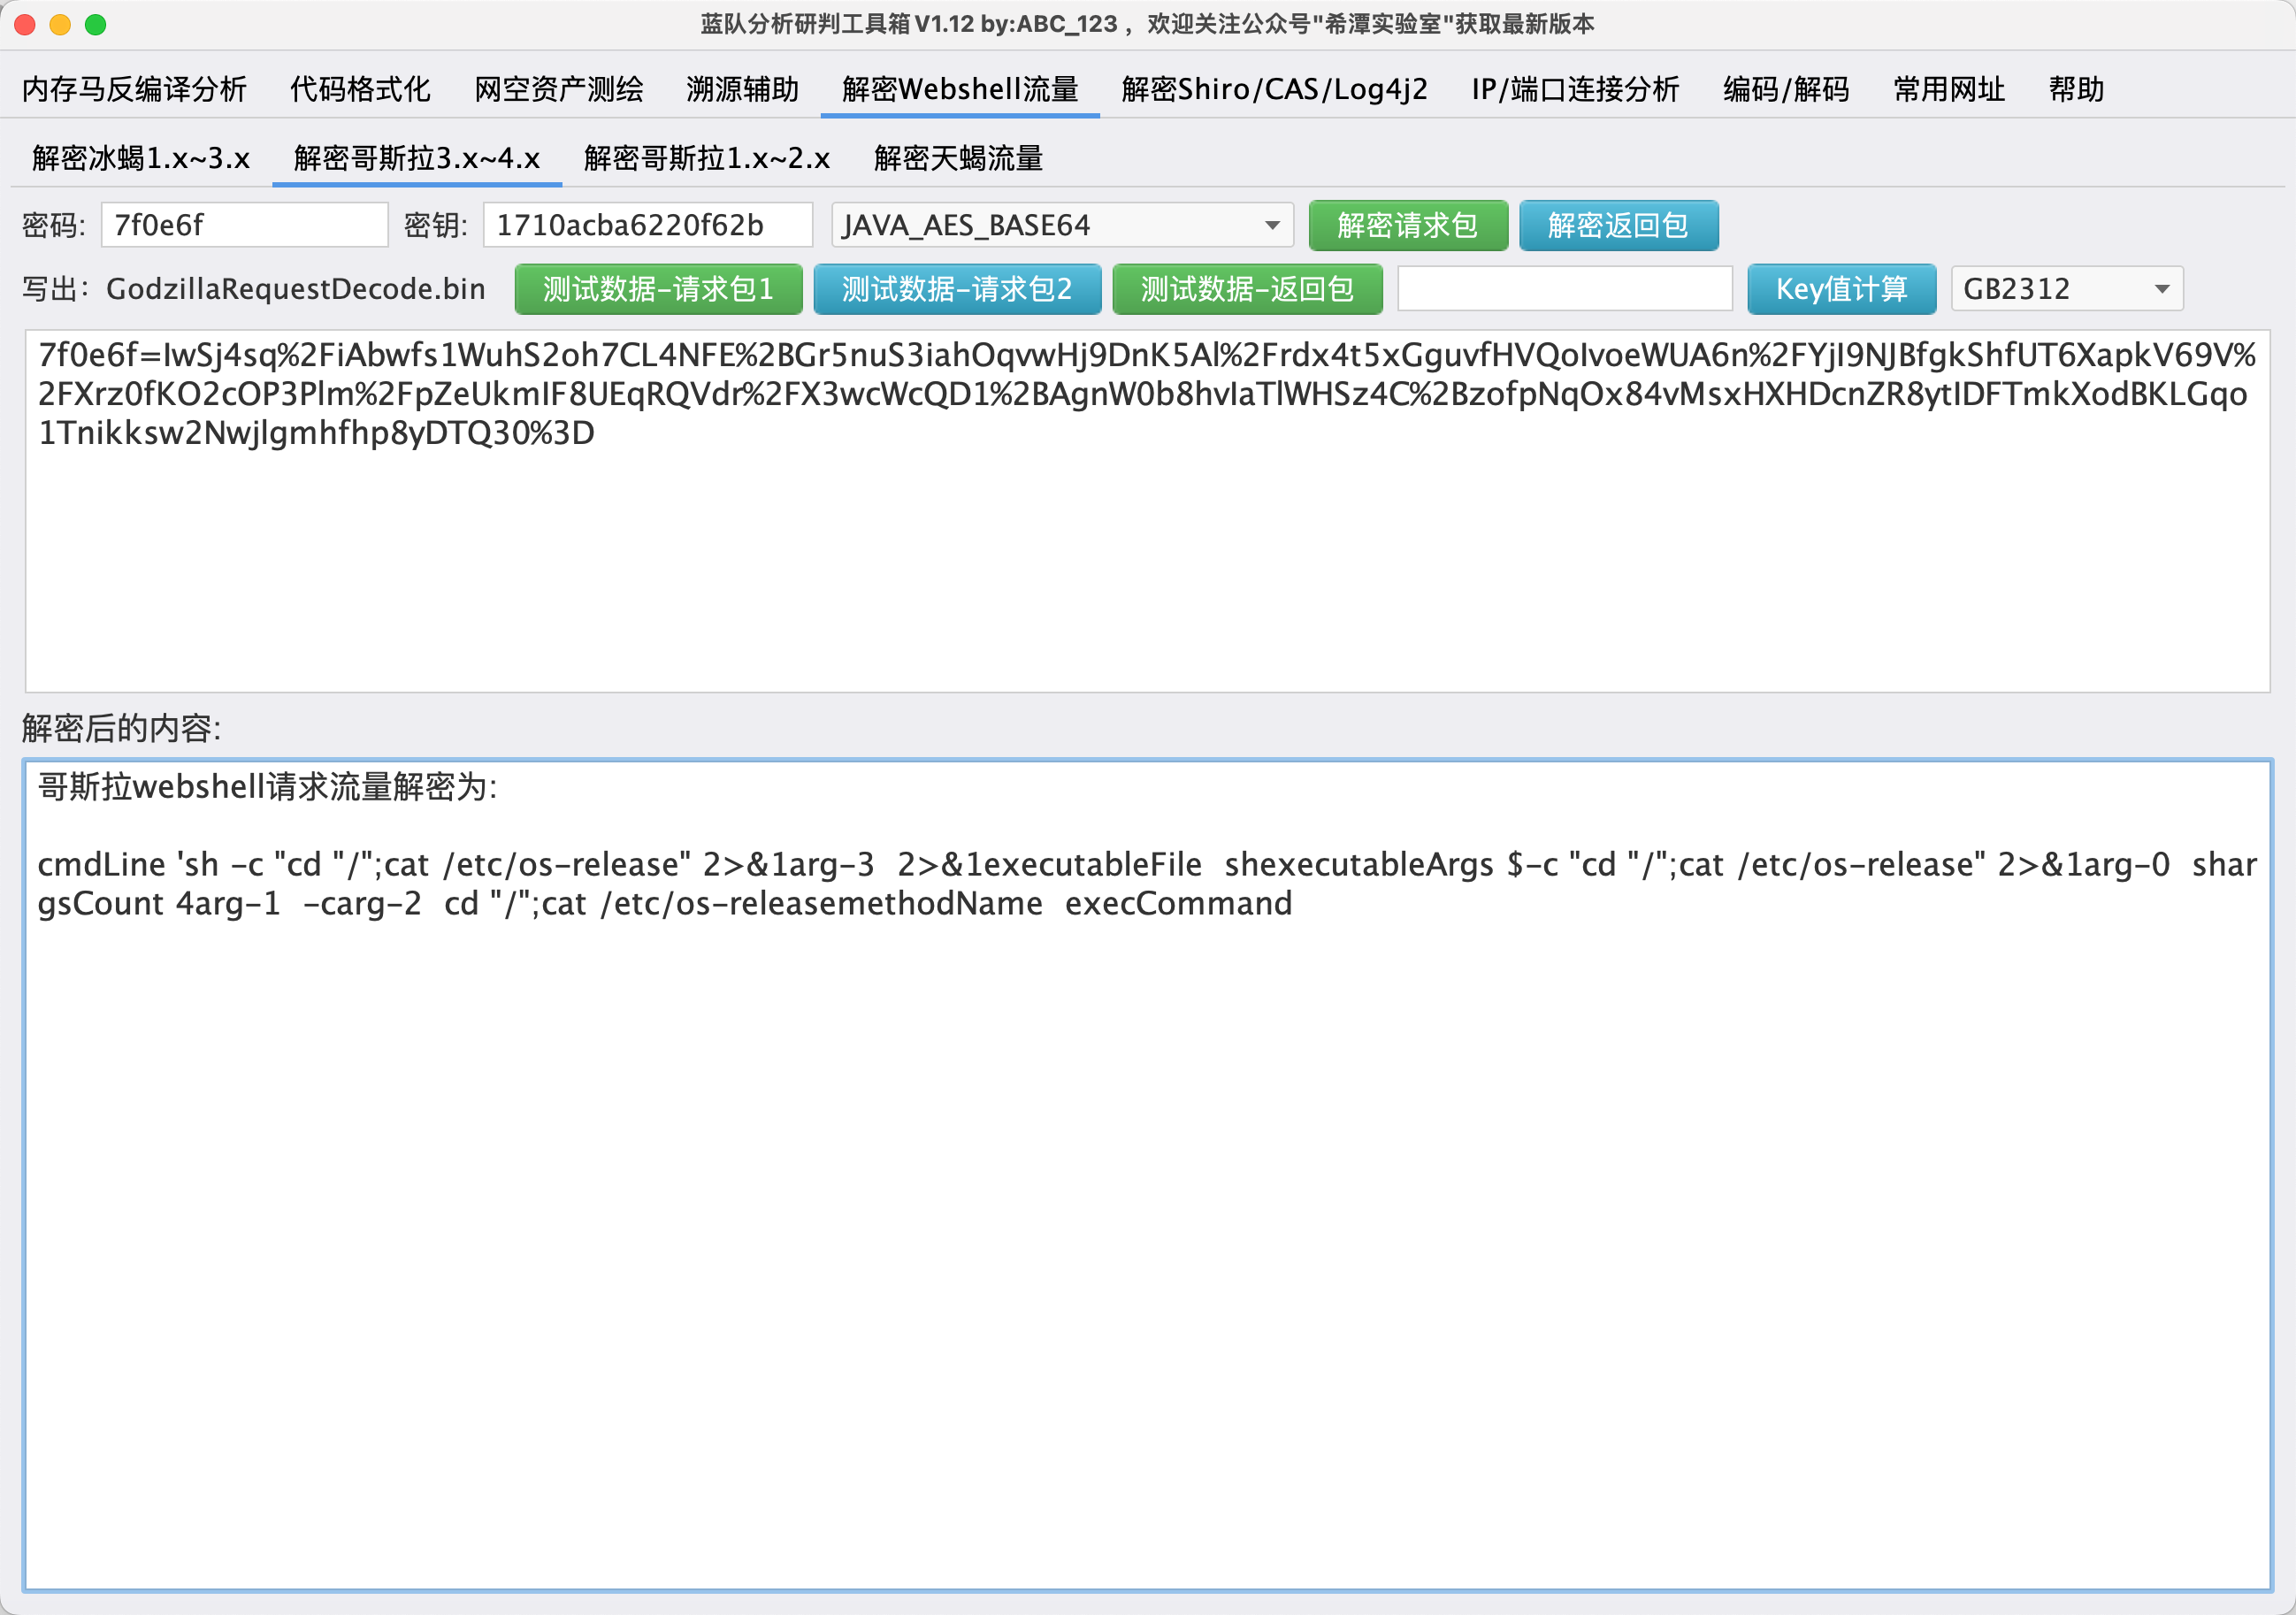 蓝队分析研判工具箱V1.12 by:ABC_123 ，欢迎关注公众号"希潭实验室"获取最新版本
内存马反编译分析 代码格式化 网空资产测绘 溯源辅助 解密Webshell流量 解密Shiro/CAS/Log4j2 IP/端口连接分析 编码/解码 常用网址 帮助
解密冰蝎1.x~3.x 解密哥斯拉3.x~4.x 解密哥斯拉1.x~2.x 解密天蝎流量
密码: 7f0e6f 密钥: 1710acba6220f62b JAVA_AES_BASE64 解密请求包 解密返回包
写出: GodzillaRequestDecode.bin 测试数据-请求包1 测试数据-请求包2 测试数据-返回包 Key值计算 GB2312
7f0e6f=IwSj4sq%2FiAbwfs1WuhS2oh7CL4NFE%2BGr5nuS3iahOqvwHj9DnK5Al%2Frdx4t5xGguvfHVQoIvoeWUA6n%2FYjI9NJBfgkShfUT6XapkV69V%
2FXrz0fKO2cOP3Plm%2FpZeUkmIF8UEqRQVdr%2FX3wcWcQD1%2BAgnW0b8hvIaTlWHSz4C%2BzofpNqOx84vMsxHXHDcnZR8ytIDFTmkXodBKLGqo
1Tnikksw2Nwjlgmhfhp8yDTQ30%3D
解密后的内容:
哥斯拉webshell请求流量解密为:
cmdLine 'sh -c "cd "/";cat /etc/os-release" 2>&1arg-3 2>&1executableFile shexecutableArgs $-c "cd "/";cat /etc/os-release" 2>&1arg-0 shar
gsCount 4arg-1 -carg-2 cd "/";cat /etc/os-releasemethodName execCommand